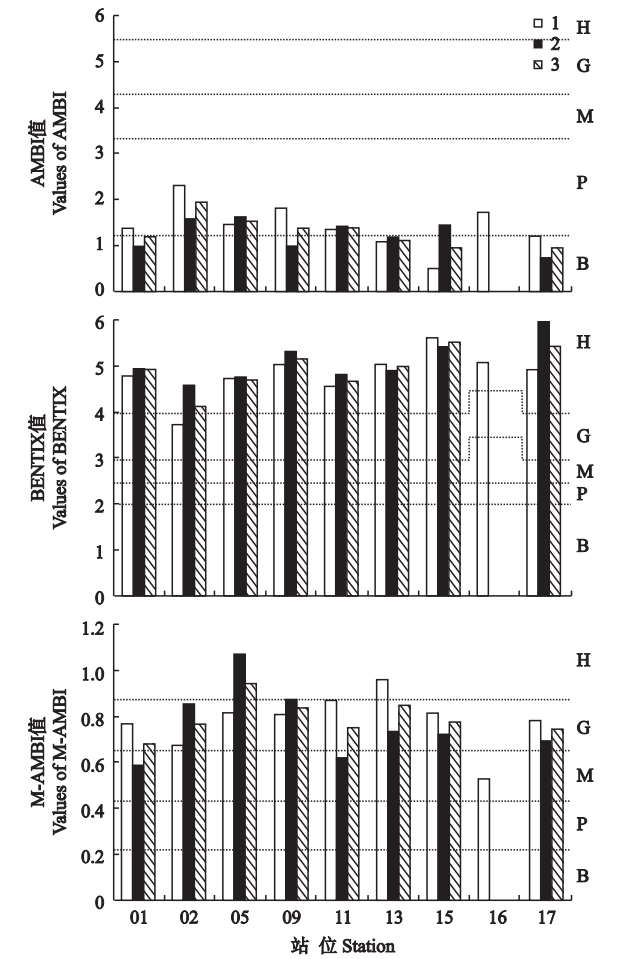 6
5
4
3
2
1
0
AMBI值
Values of AMBI
1
2
3
H
G
M
P
B
6
5
4
3
2
1
0
BENTIX值
Values of BENTIX
H
G
M
P
B
1.2
1.0
0.8
0.6
0.4
0.2
0
M-AMBI值
Values of M-AMBI
H
G
M
P
B
01 02 05 09 11 13 15 16 17
站 位 Station